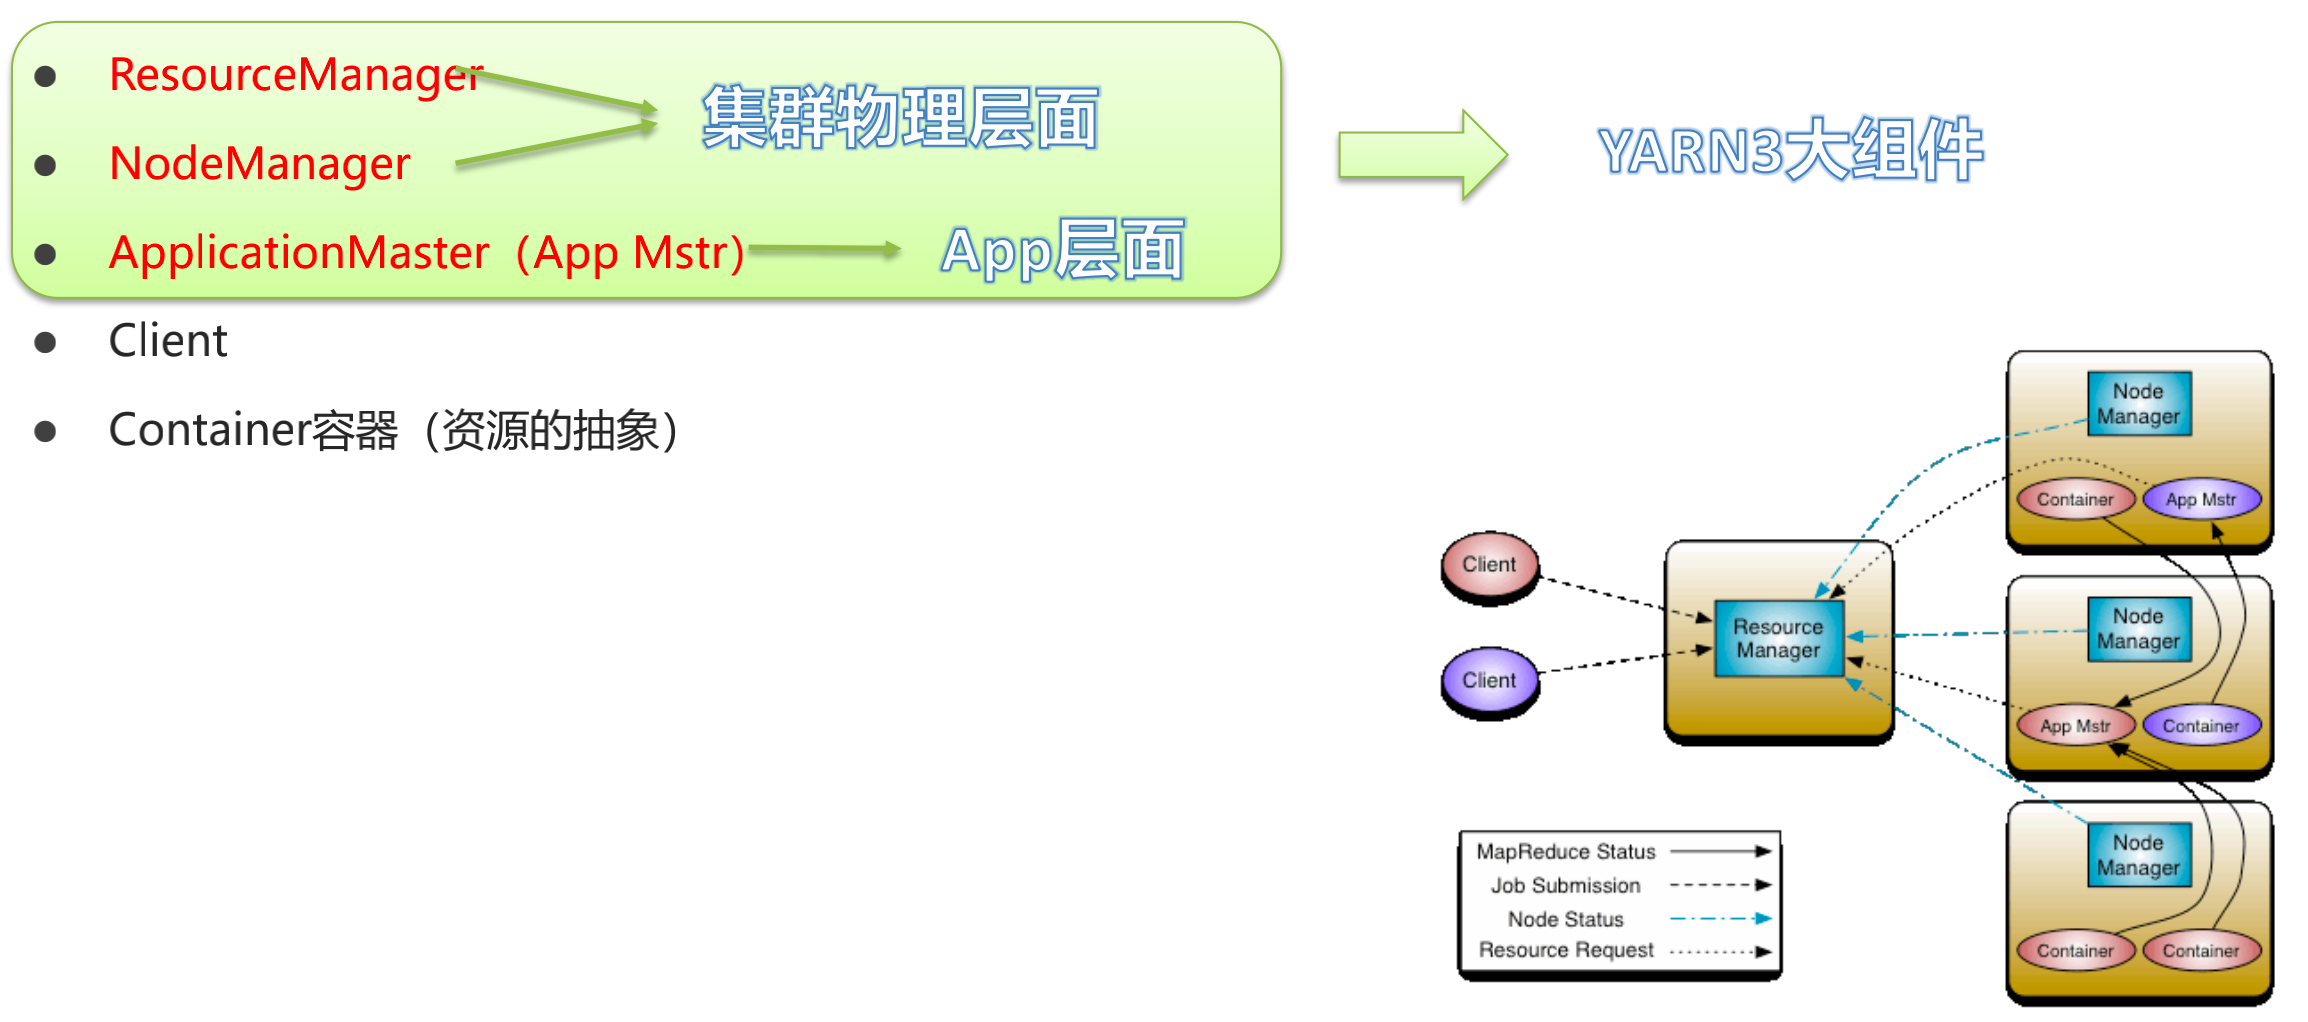 ResourceManager
集群物理层面
NodeManager
ApplicationMaster（App Mstr）
App层面
YARN3大组件
Client
Container容器（资源的抽象）
Client
Client
Resource
Manager
Node
Manager
Container
App Mstr
Node
Manager
App Mstr
Container
Node
Manager
Container
Container
MapReduce Status
Job Submission
Node Status
Resource Request